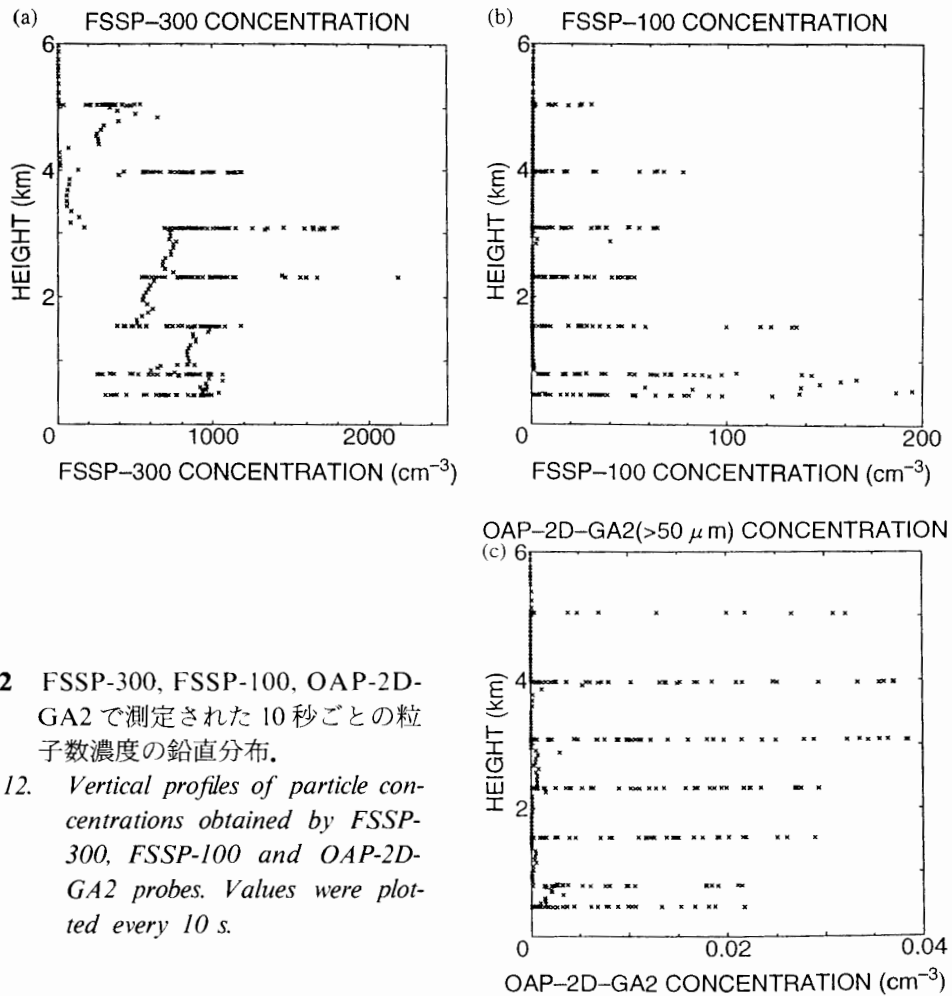 (a) FSSP-300 CONCENTRATION
6
4
2
0
HEIGHT (km)
0 1000 2000
FSSP-300 CONCENTRATION (cm⁻³)
(b) FSSP-100 CONCENTRATION
6
4
2
HEIGHT (km)
0 100 200
FSSP-100 CONCENTRATION (cm⁻³)
OAP-2D-GA2(>50 μm) CONCENTRATION
(c)
6
4
2
HEIGHT (km)
0 0.02 0.04
OAP-2D-GA2 CONCENTRATION (cm⁻³)
2 FSSP-300, FSSP-100, OAP-2D-
GA2 で測定された 10 秒ごとの粒
子数濃度の鉛直分布.
12. Vertical profiles of particle con-
centrations obtained by FSSP-
300, FSSP-100 and OAP-2D-
GA2 probes. Values were plot-
ted every 10 s.